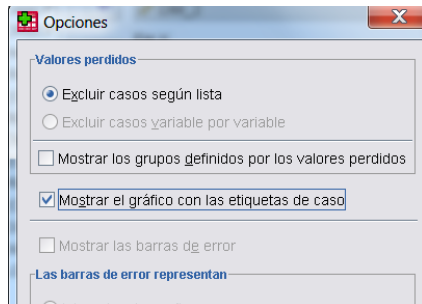 Opciones
Valores perdidos
Excluir casos según lista
Excluir casos variable por variable
Mostrar los grupos definidos por los valores perdidos
Mostrar el gráfico con las etiquetas de caso
Mostrar las barras de error
Las barras de error representan